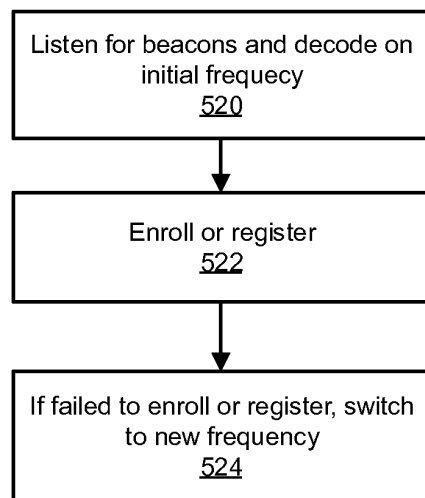 Listen for beacons and decode on
initial frequecy
520
Enroll or register
522
If failed to enroll or register, switch
to new frequency
524